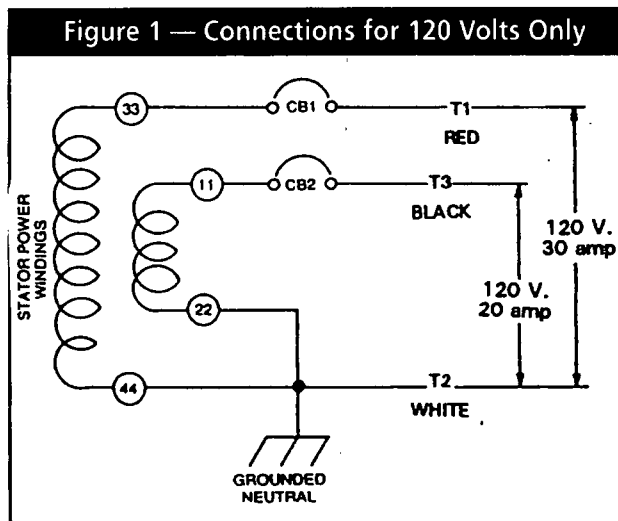 Figure 1 — Connections for 120 Volts Only
33
CB1
T1
RED
11
CB2
T3
BLACK
STATOR POWER
WINDINGS
120 V.
30 amp
120 V.
20 amp
22
44
T2
WHITE
GROUNDED
NEUTRAL